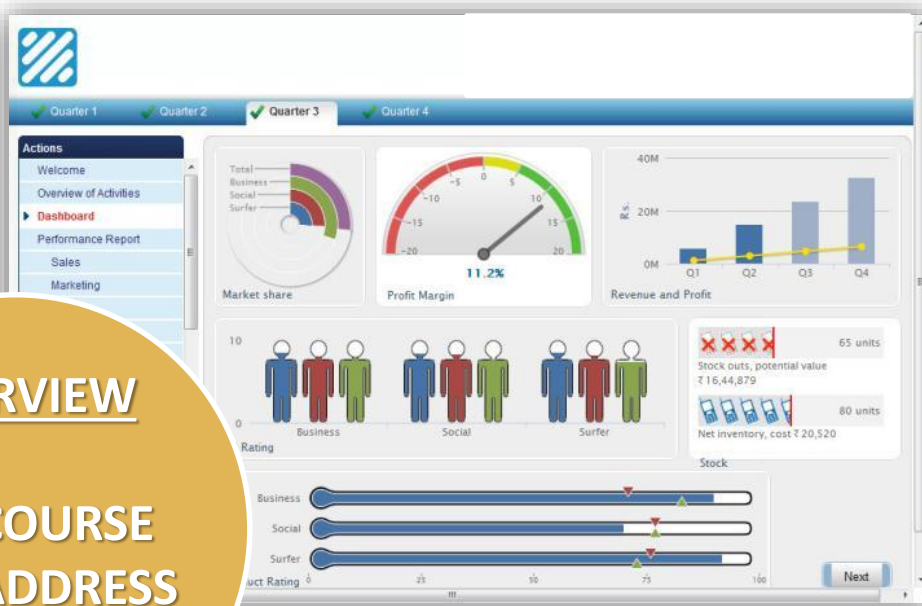 Quarter 1
Quarter 2
Quarter 3
Quarter 4
Actions
Welcome
Overview of Activities
Dashboard
Performance Report
Sales
Marketing
Total
Business
Social
Surfer
Market share
-20
-15
-10
-5
0
5
10
15
20
11.2%
Profit Margin
40M
20M
0M
Rs.
Q1
Q2
Q3
Q4
Revenue and Profit
10
0
Business
Social
Surfer
Rating
65 units
Stock outs, potential value
₹ 16,44,879
80 units
Net inventory, cost ₹ 20,520
Stock
RVIEW
COURSE
ADDRESS
Business
Social
Surfer
uct Rating
0
25
50
75
100
Next